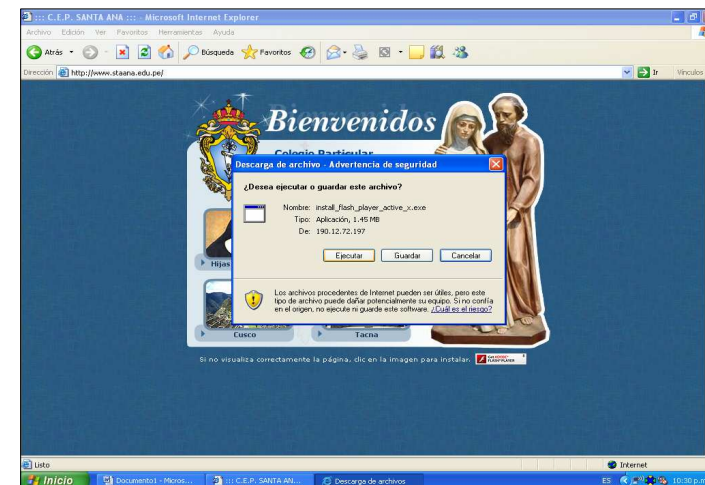 ::: C.E.P. SANTA ANA ::: - Microsoft Internet Explorer
Archivo Edición Ver Favoritos Herramientas Ayuda
Atrás Búsqueda Favoritos
Dirección http://www.staana.edu.pe/ Ir Vínculos
Bienvenidos
Colegio Particular
Descarga de archivo - Advertencia de seguridad
¿Desea ejecutar o guardar este archivo?
Nombre: install_flash_player_active_x.exe
Tipo: Aplicación, 1.45 MB
De: 190.12.72.197
Ejecutar Guardar Cancelar
Hijas
Los archivos procedentes de Internet pueden ser útiles, pero este
tipo de archivo puede dañar potencialmente su equipo. Si no confía
en el origen, no ejecute ni guarde este software. ¿Cuál es el riesgo?
Cusco Tacna
Si no visualiza correctamente la página, clic en la imagen para instalar.
Listo Internet
Inicio Documento1 - Micros... ::: C.E.P. SANTA AN... Descarga de archivos ES 10:30 p.m